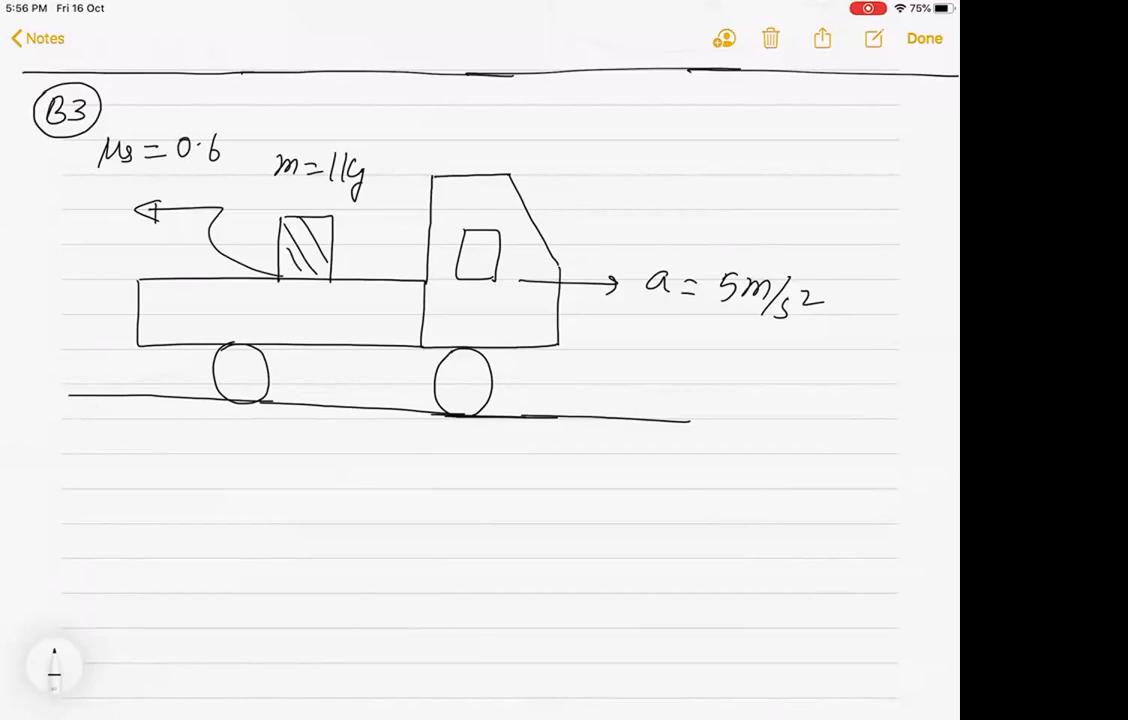 5:56 PM Fri 16 Oct
75%
Notes
Done
B3
μs = 0.6
m = 1kg
a = 5m/s²